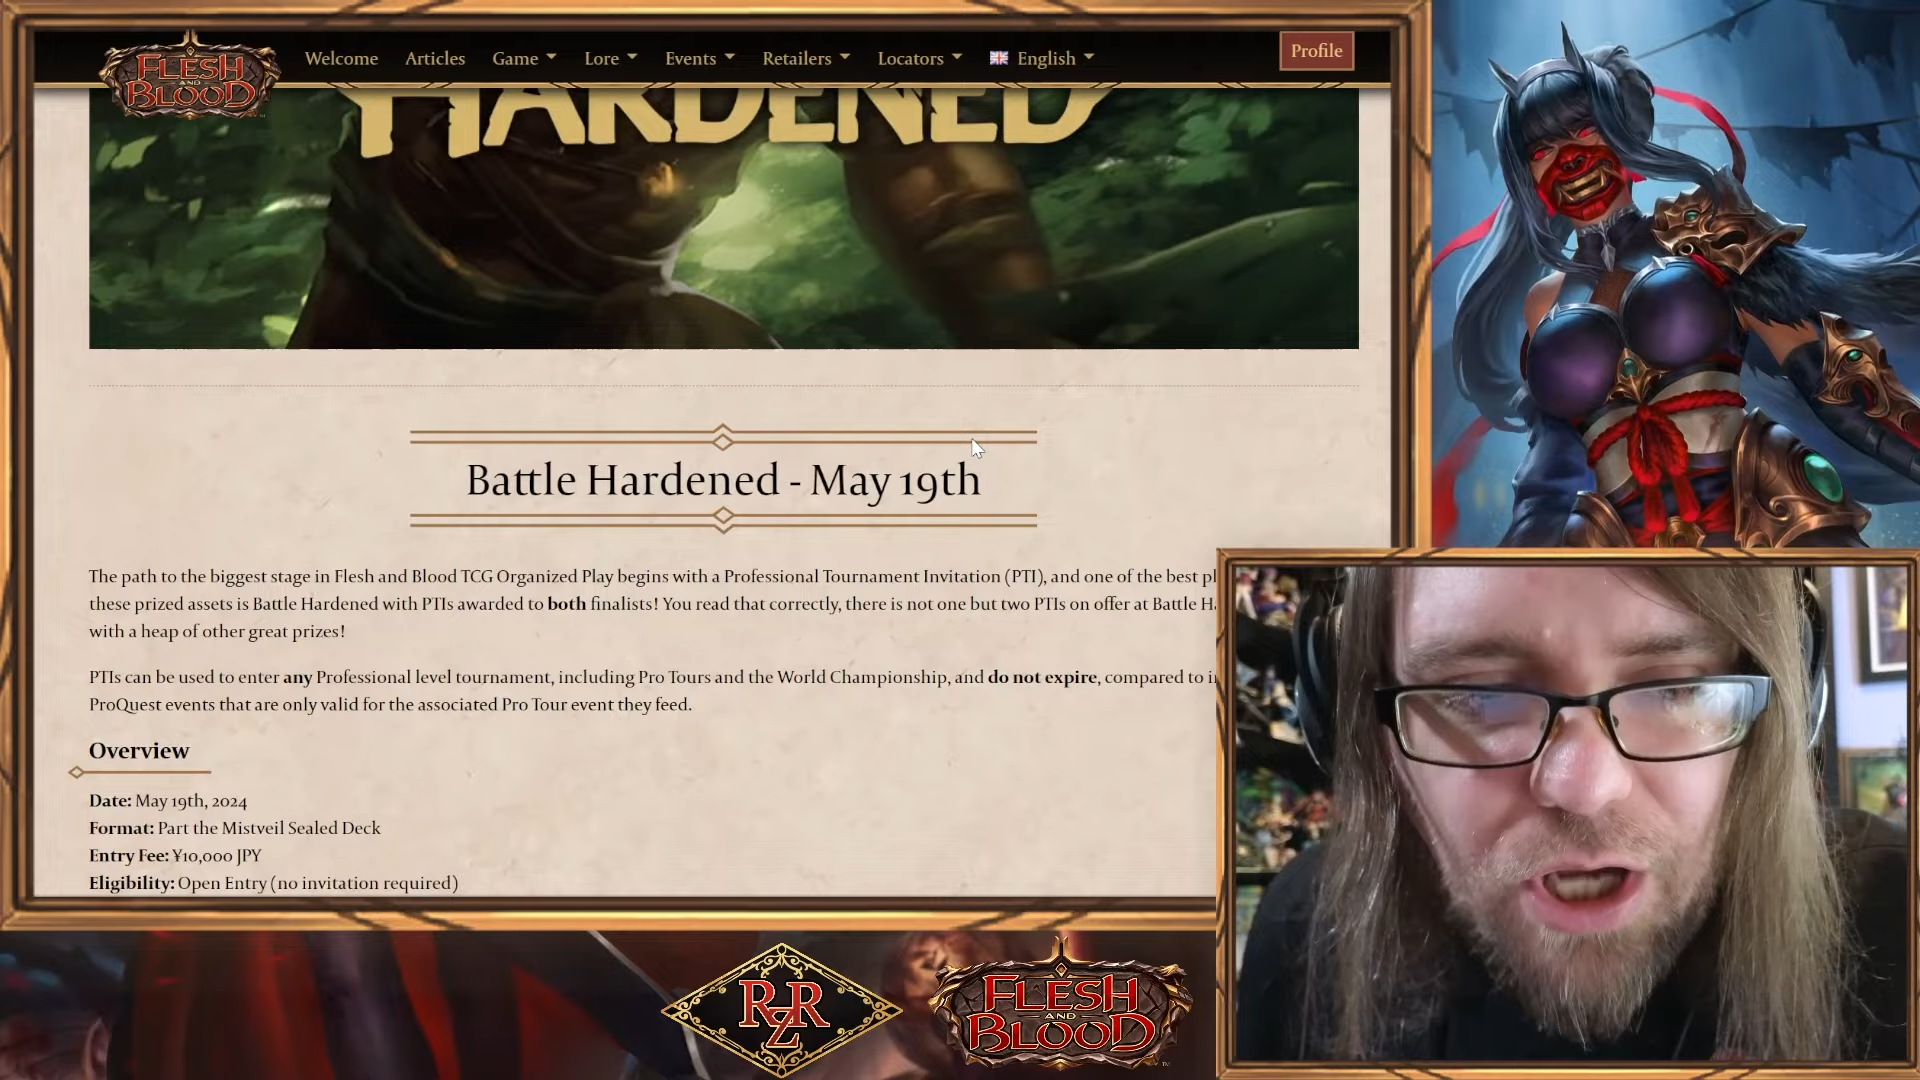 FLESH
AND
BLOOD
Welcome Articles Game Lore Events Retailers Locators English Profile
HARDENED
Battle Hardened - May 19th
The path to the biggest stage in Flesh and Blood TCG Organized Play begins with a Professional Tournament Invitation (PTI), and one of the best
these prized assets is Battle Hardened with PTIs awarded to both finalists! You read that correctly, there is not one but two PTIs on offer at Battle
with a heap of other great prizes!
PTIs can be used to enter any Professional level tournament, including Pro Tours and the World Championship, and do not expire, compared to
ProQuest events that are only valid for the associated Pro Tour event they feed.
Overview
Date: May 19th, 2024
Format: Part the Mistveil Sealed Deck
Entry Fee: ¥10,000 JPY
Eligibility: Open Entry (no invitation required)
RZR
FLESH
AND
BLOOD